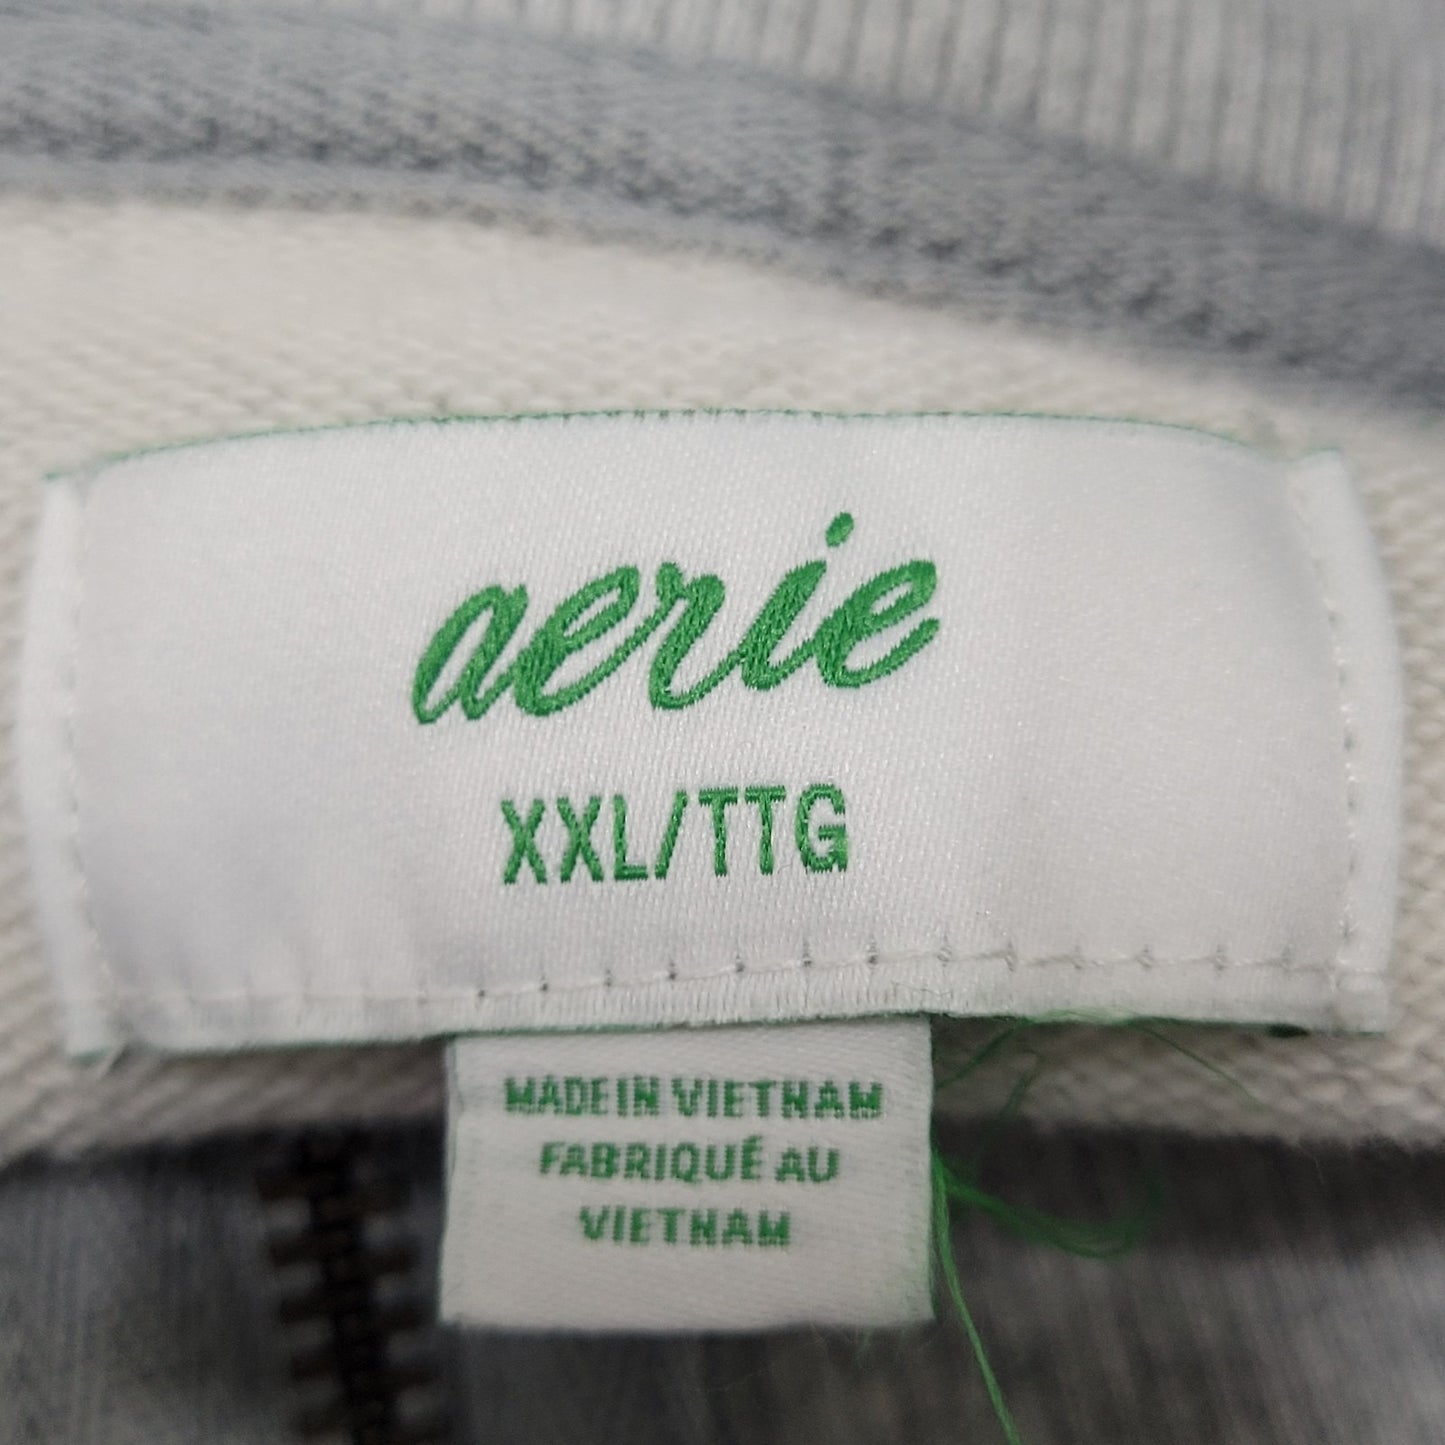 aerie
XXL/TTG
MADE IN VIETNAM
FABRIQUÉ AU
VIETNAM